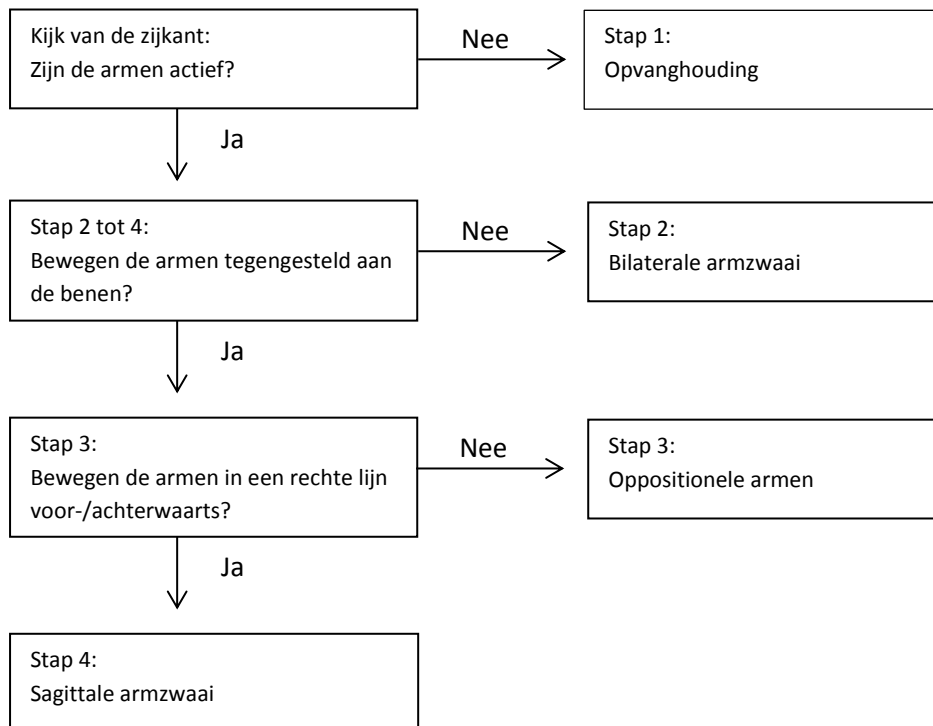 Kijk van de zijkant:
Zijn de armen actief?
Nee
Stap 1:
Opvanghouding
Ja
Stap 2 tot 4:
Bewegen de armen tegengesteld aan
de benen?
Nee
Stap 2:
Bilaterale armzwaai
Ja
Stap 3:
Bewegen de armen in een rechte lijn
voor-/achterwaarts?
Nee
Stap 3:
Oppositionele armen
Ja
Stap 4:
Sagittale armzwaai